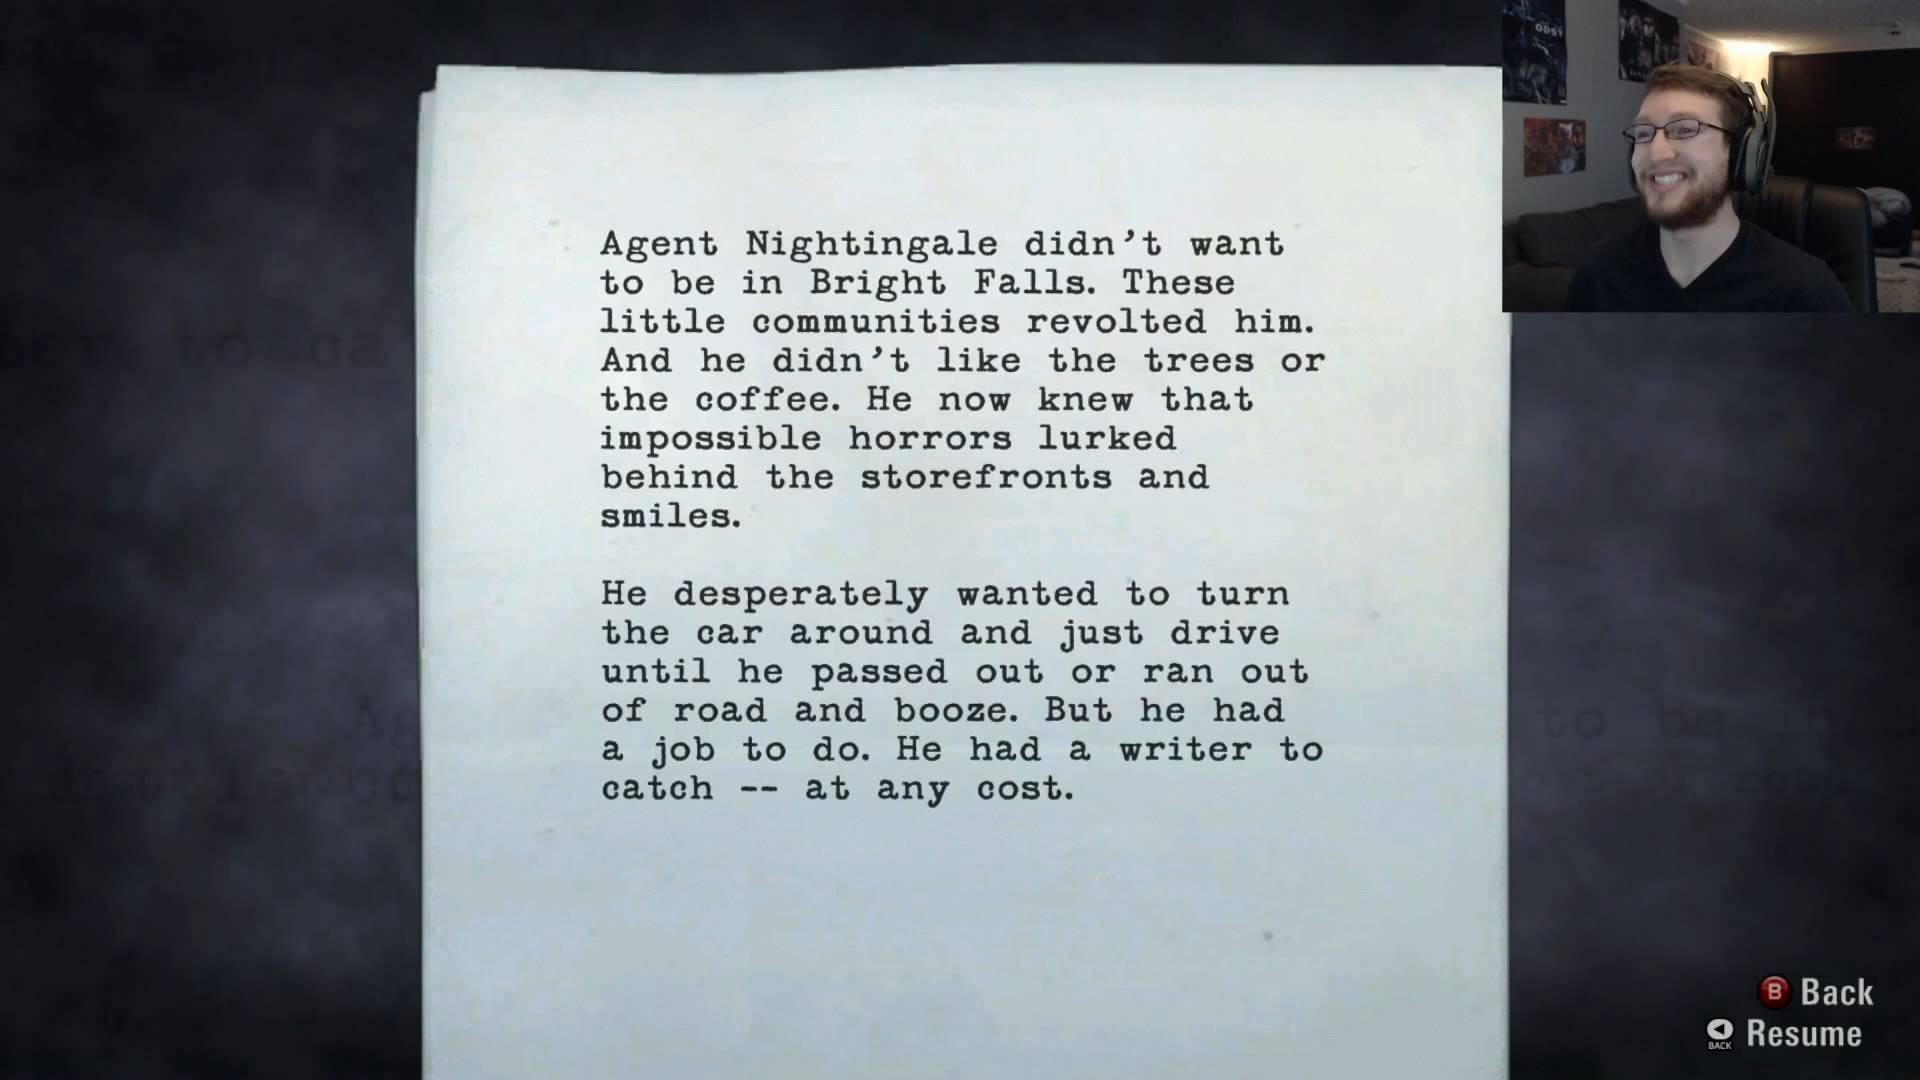 ODST
Agent Nightingale didn't want
to be in Bright Falls. These
little communities revolted him.
And he didn't like the trees or
the coffee. He now knew that
impossible horrors lurked
behind the storefronts and
smiles.
He desperately wanted to turn
the car around and just drive
until he passed out or ran out
of road and booze. But he had
a job to do. He had a writer to
catch -- at any cost.
B Back
BACK Resume